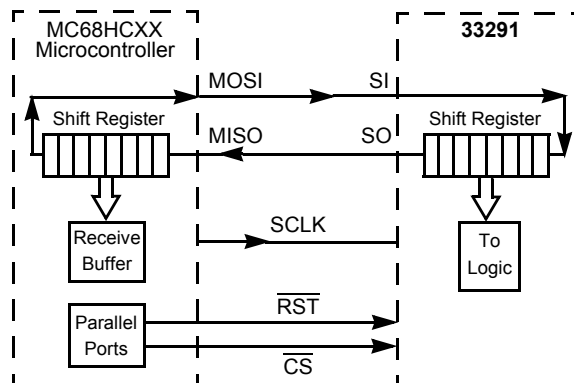 MC68HCXX
Microcontroller
33291
MOSI
SI
Shift Register
Shift Register
MISO
SO
Receive
Buffer
SCLK
To
Logic
Parallel
Ports
RST
CS